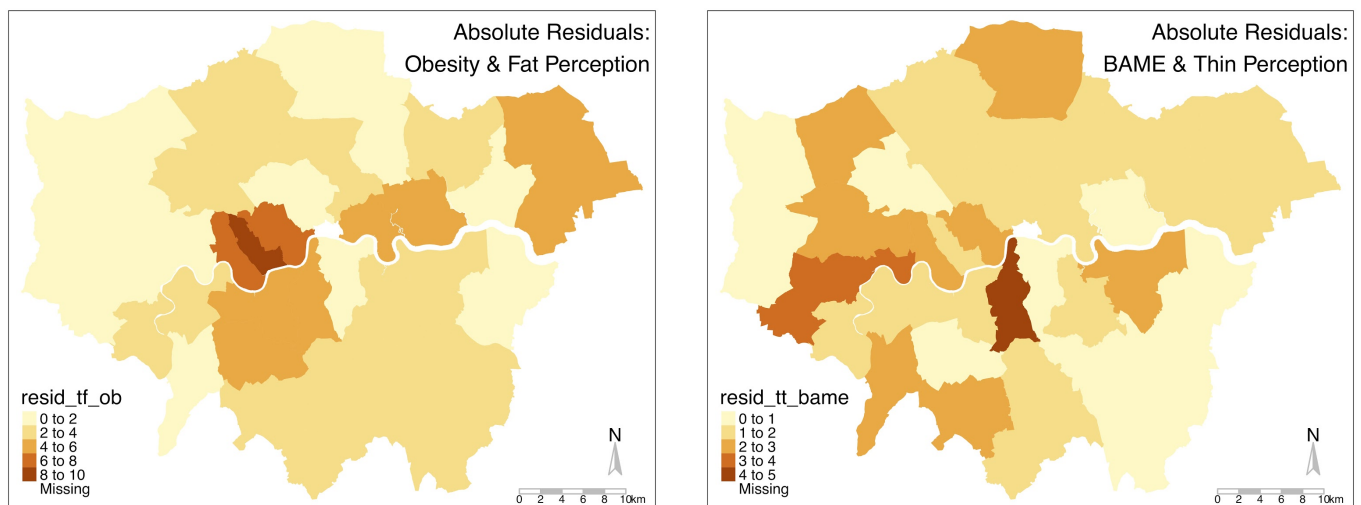 Absolute Residuals:
Obesity & Fat Perception
resid_tf_ob
0 to 2
2 to 4
4 to 6
6 to 8
8 to 10
Missing
N
0 2 4 6 8 10km
Absolute Residuals:
BAME & Thin Perception
resid_tt_bame
0 to 1
1 to 2
2 to 3
3 to 4
4 to 5
Missing
N
0 2 4 6 8 10km